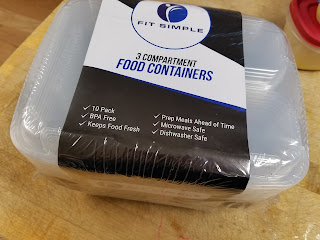 FIT SIMPLE
3 COMPARTMENT
FOOD CONTAINERS
✓ 10 Pack
✓ BPA Free
✓ Keeps Food Fresh
✓ Prep Meals Ahead of Time
✓ Microwave Safe
✓ Dishwasher Safe